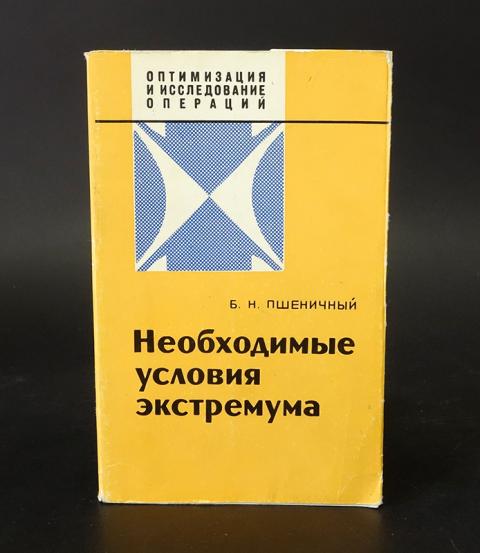 ОПТИМИЗАЦИЯ
И ИССЛЕДОВАНИЕ
ОПЕРАЦИЙ
Б. Н. ПШЕНИЧНЫЙ
Необходимые
условия
экстремума